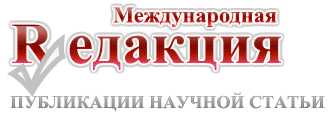 Международная
Rедакция
ПУБЛИКАЦИИ НАУЧНОЙ СТАТЬИ